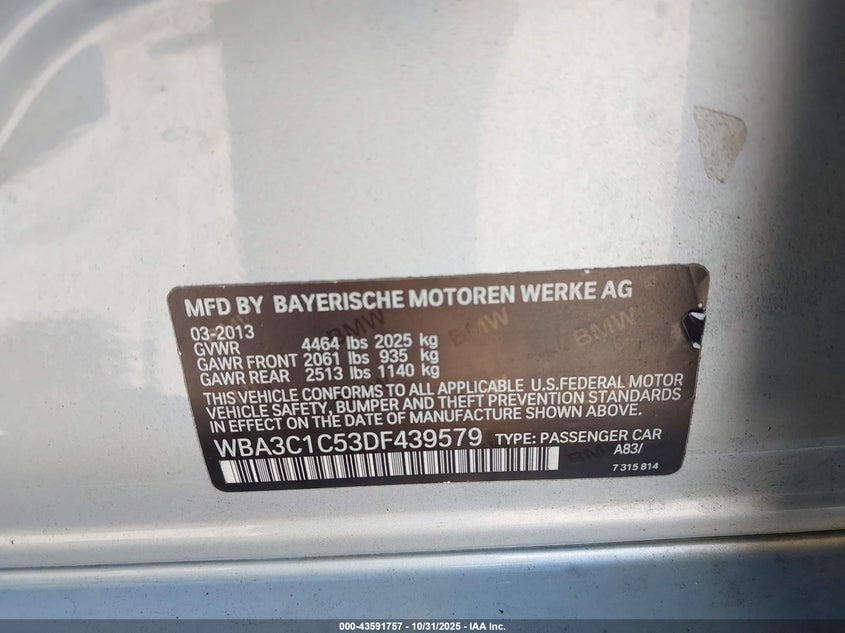 MFD BY BAYERISCHE MOTOREN WERKE AG
03-2013
GVWR 4464 lbs 2025 kg
GAWR FRONT 2061 lbs 935 kg
GAWR REAR 2513 lbs 1140 kg
THIS VEHICLE CONFORMS TO ALL APPLICABLE U.S.FEDERAL MOTOR
VEHICLE SAFETY, BUMPER AND THEFT PREVENTION STANDARDS
IN EFFECT ON THE DATE OF MANUFACTURE SHOWN ABOVE.
WBA3C1C53DF439579 TYPE: PASSENGER CAR
A83/
7 315 814
BMW
BMW
BMW
000-43591757 - 10/31/2025 - IAA Inc.